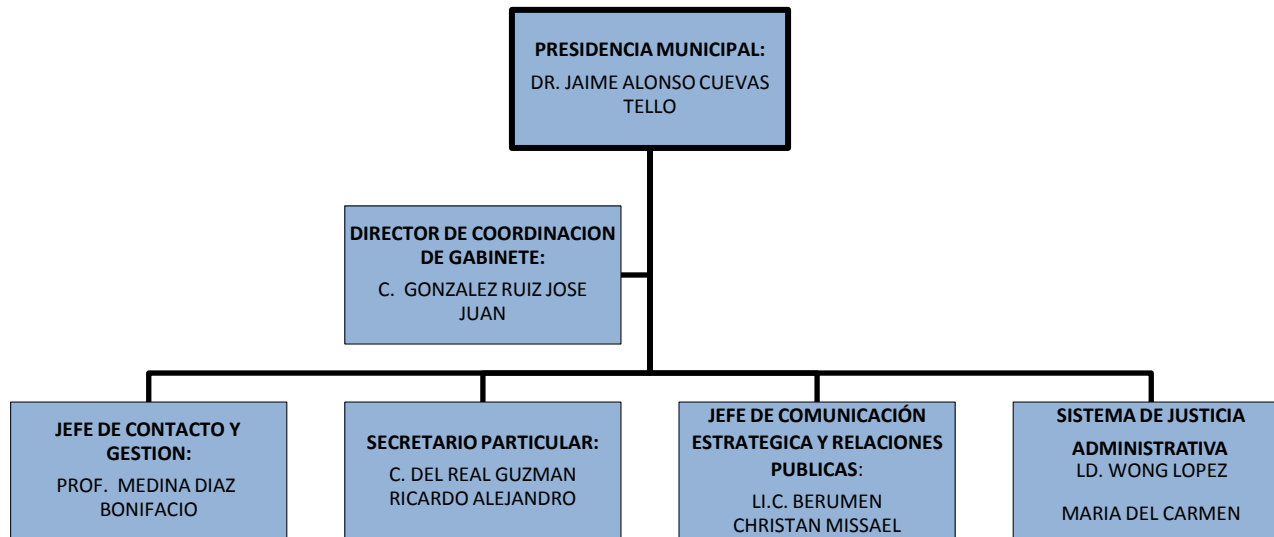 PRESIDENCIA MUNICIPAL:
DR. JAIME ALONSO CUEVAS
TELLO
DIRECTOR DE COORDINACION
DE GABINETE:
C. GONZALEZ RUIZ JOSE
JUAN
JEFE DE CONTACTO Y
GESTION:
PROF. MEDINA DIAZ
BONIFACIO
SECRETARIO PARTICULAR:
C. DEL REAL GUZMAN
RICARDO ALEJANDRO
JEFE DE COMUNICACIÓN
ESTRATEGICA Y RELACIONES
PUBLICAS:
LI.C. BERUMEN
CHRISTAN MISSAEL
SISTEMA DE JUSTICIA
ADMINISTRATIVA
LD. WONG LOPEZ
MARIA DEL CARMEN